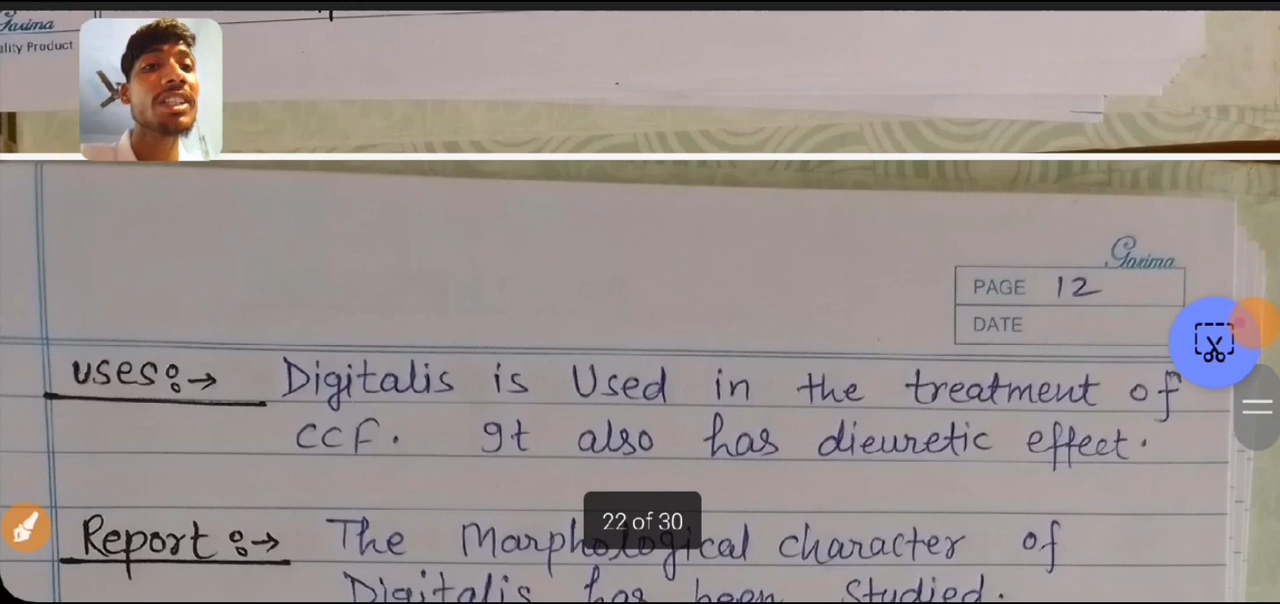 Garima
ality Product
Garima
PAGE 12
DATE
Uses:→ Digitalis is Used in the treatment of
CCF. It also has dieuretic effect.
22 of 30
Report:→ The Marphological character of
Digitalis has been Studied.